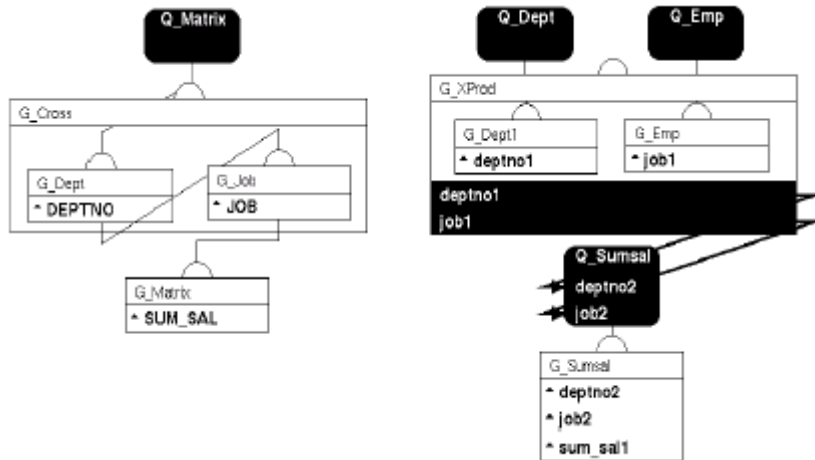 Q_Matrix
G_Cross
G_Dept
DEPTNO
G_Job
JOB
G_Matrix
SUM_SAL
Q_Dept
Q_Emp
G_XProd
G_Dept1
deptno1
G_Emp
job1
deptno1
job1
Q_Sumsal
deptno2
job2
G_Sumsal
deptno2
job2
sum_sal1